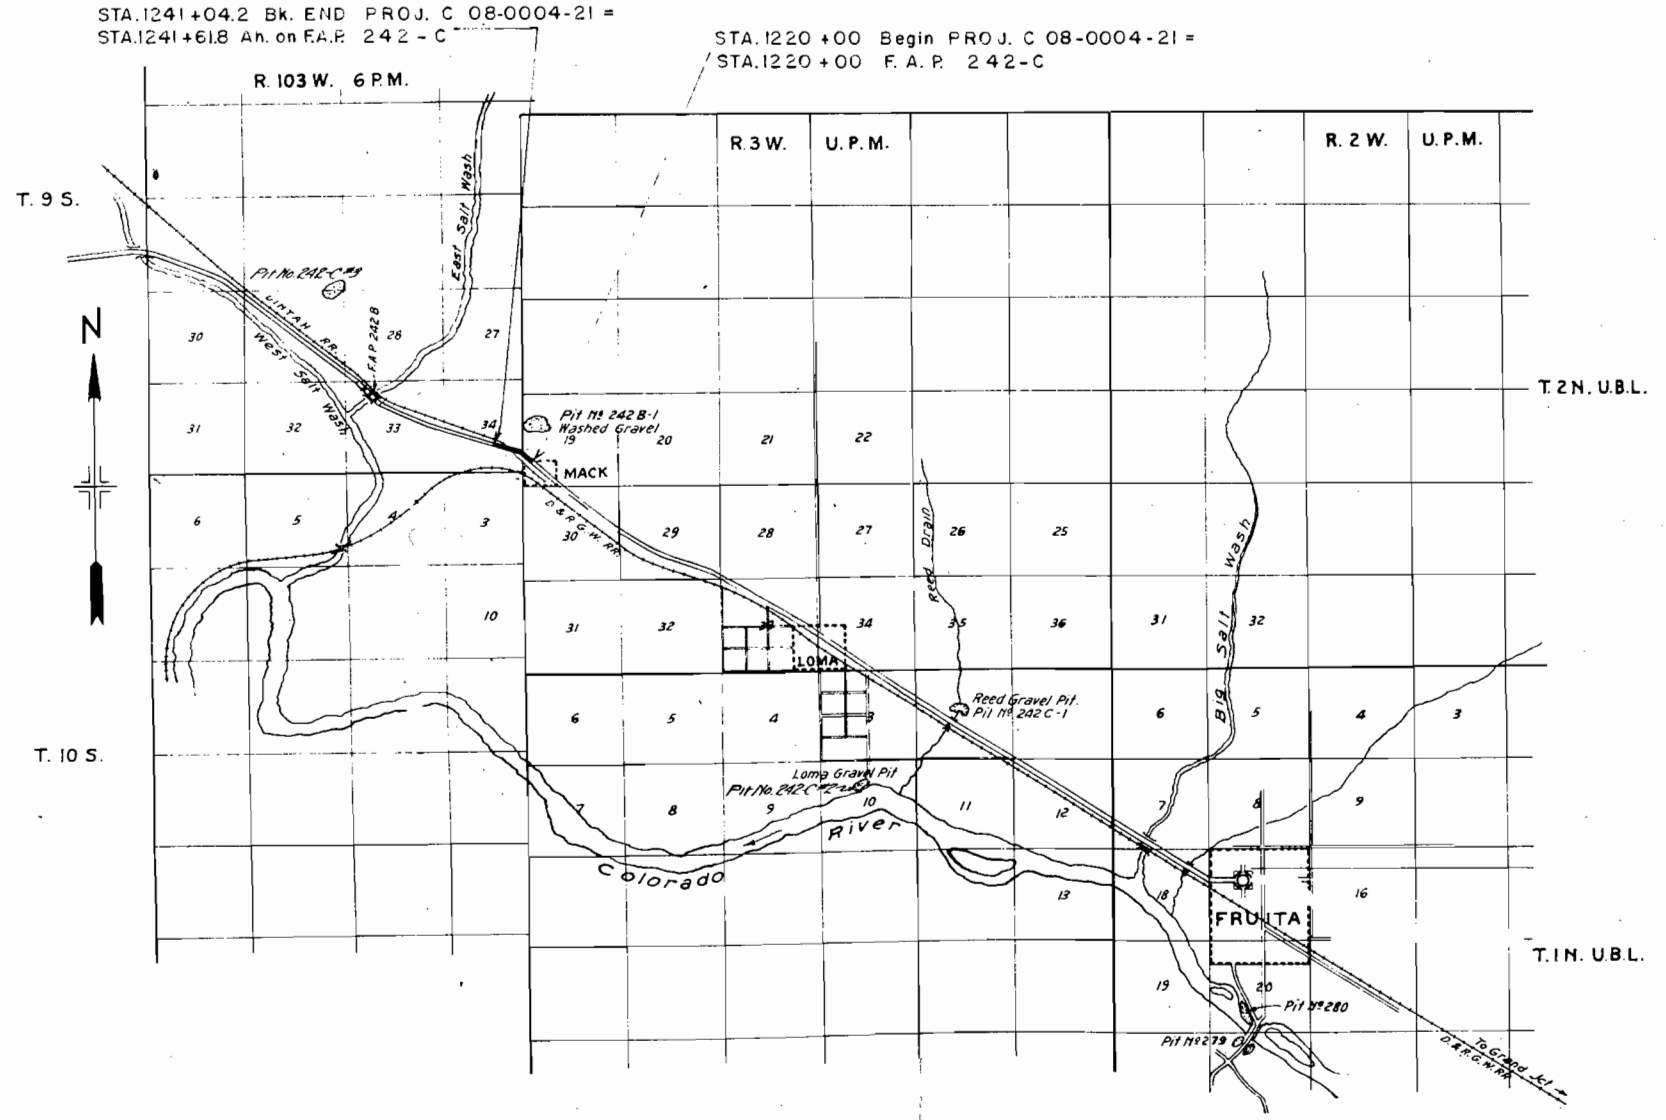 STA.1241+04.2 Bk. END PROJ. C 08-0004-21 =
STA.1241+61.8 Ah. on F.A.P. 242-C
STA.1220+00 Begin PROJ. C 08-0004-21 =
STA.1220+00 F.A.P. 242-C
R. 103 W. 6 P.M.
R. 3 W. U.P.M.
R. 2 W. U.P.M.
T. 9 S.
East Salt Wash
Pit No. 242-C#3
UINTAH RR.
F.A.P. 242 B
N
30
28
27
West Salt Wash
T. 2 N. U.B.L.
31
32
33
34
Pit Nº 242 B-1
Washed Gravel
19
20
21
22
MACK
6
5
4
3
D. & R.G.W. RR.
30
29
28
27
Reed Drain
26
25
Big Salt Wash
10
31
32
34
35
36
31
32
LOMA
6
5
4
3
Reed Gravel Pit.
Pit Nº 242 C-1
6
5
4
3
T. 10 S.
Loma Gravel Pit
Pit No. 242-C#2
7
8
9
10
11
12
7
8
9
Colorado River
13
18
16
FRUITA
T. 1 N. U.B.L.
19
20
Pit Nº 280
Pit Nº 279
To Grand Jct
D.&R.G.W.RR.